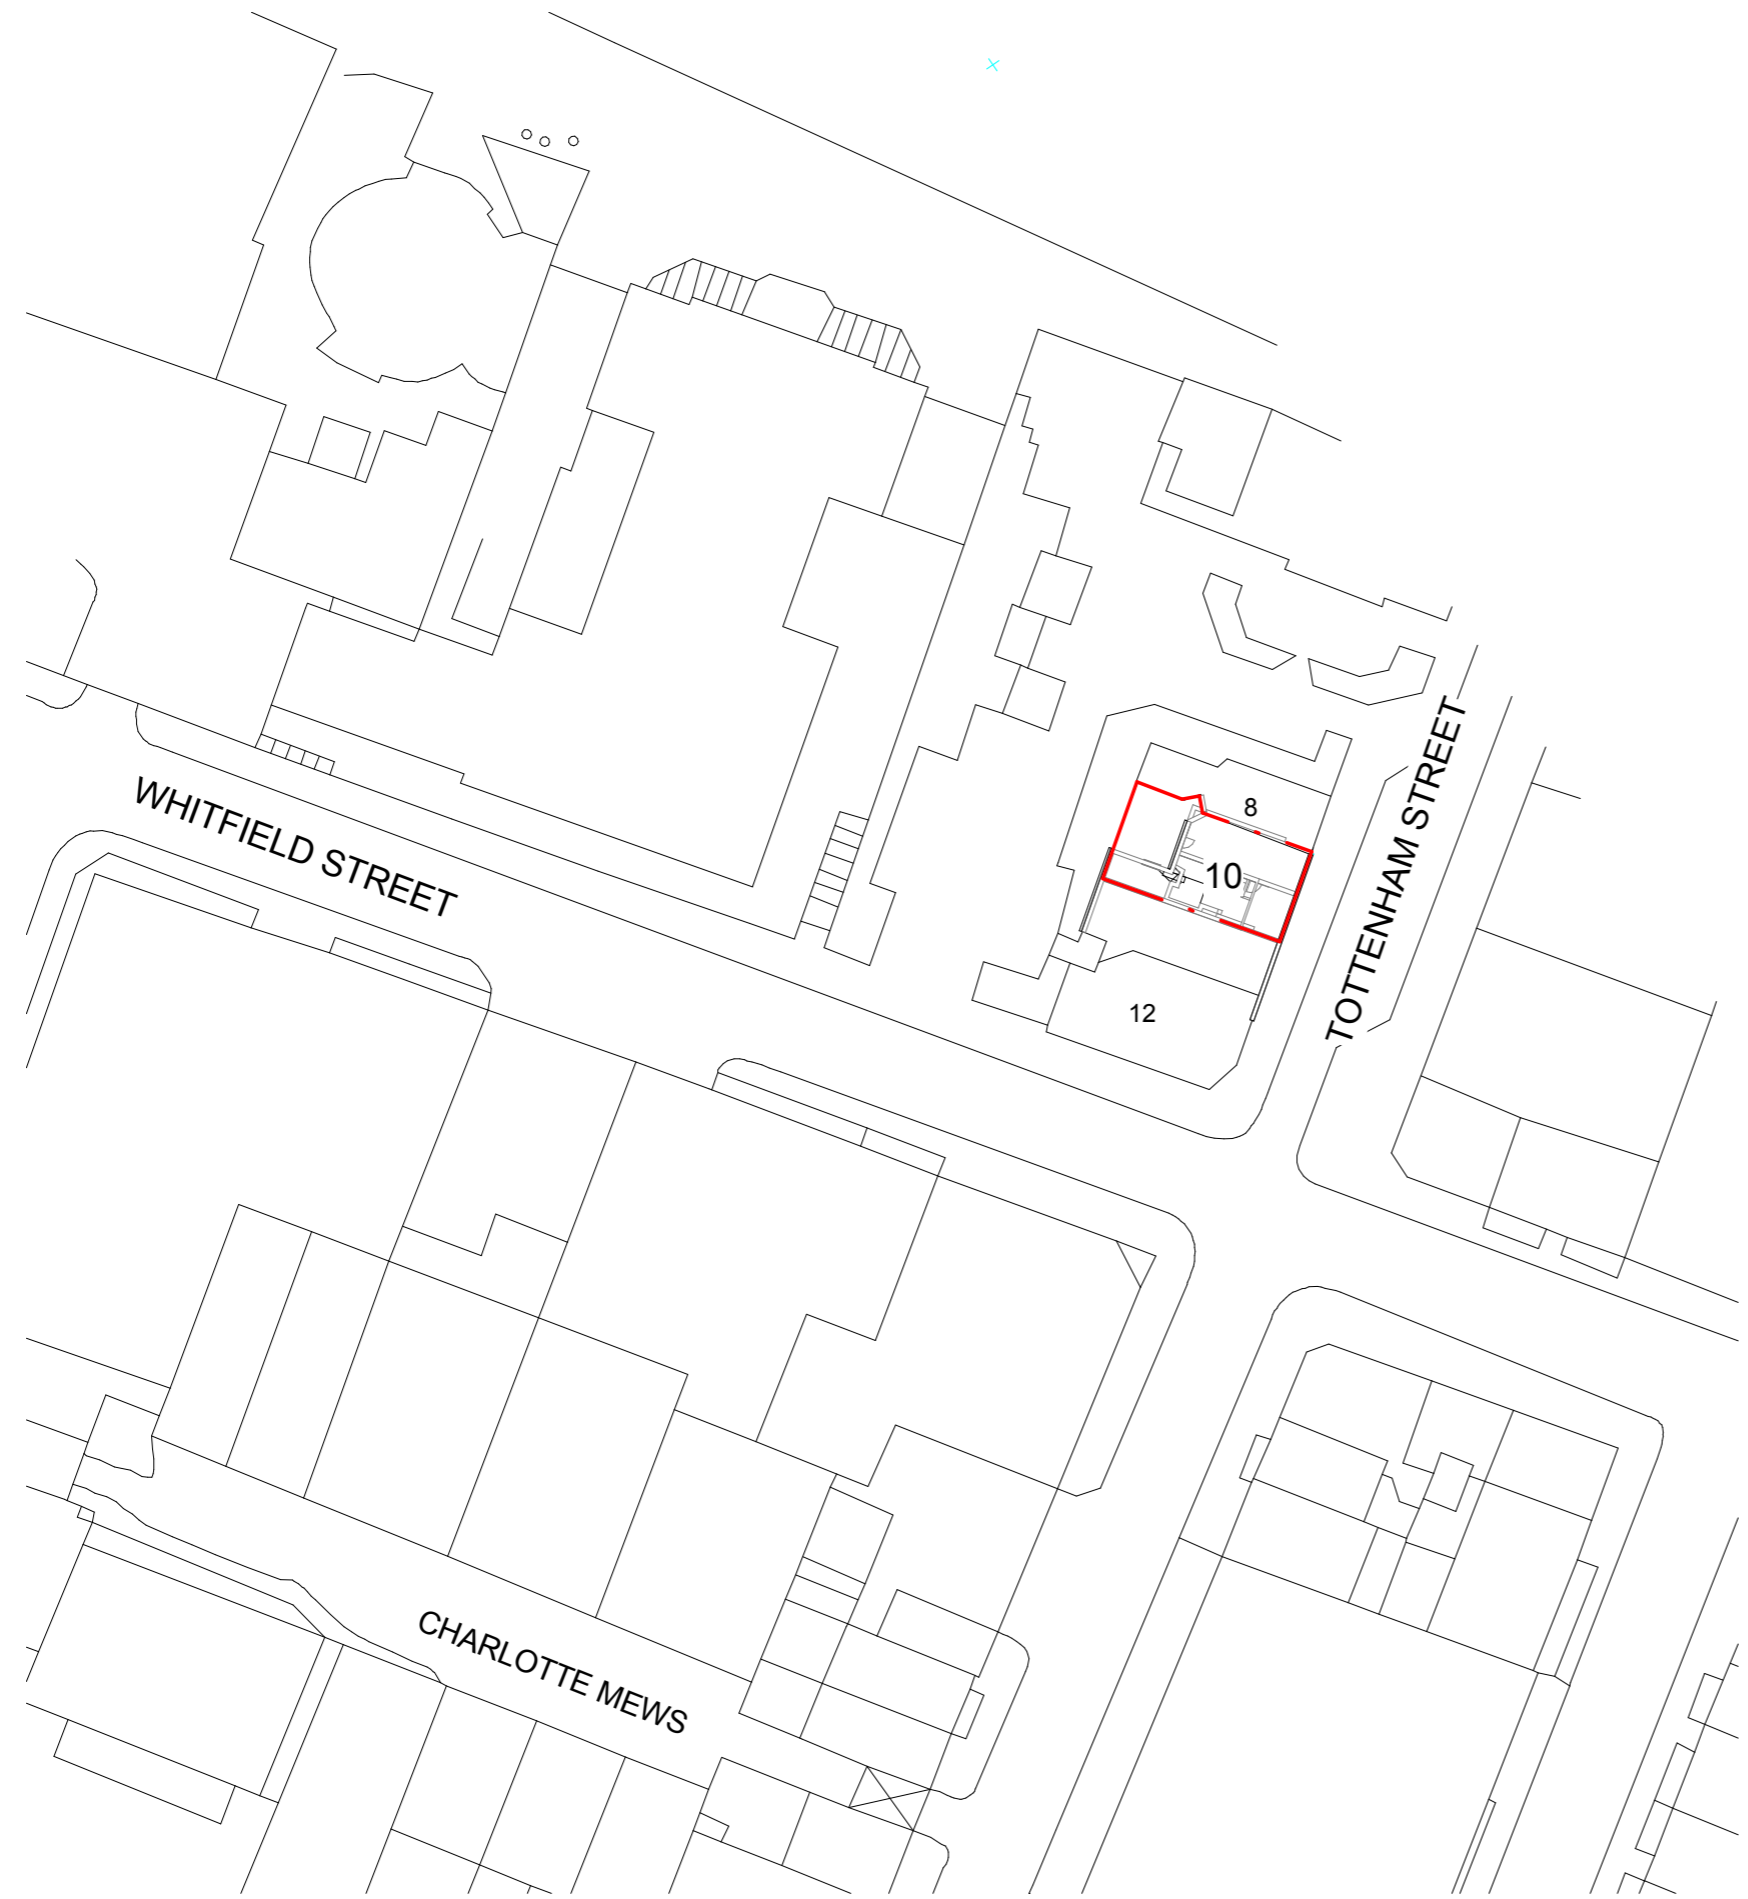 TOTTENHAM STREET
8
10
WHITFIELD STREET
12
CHARLOTTE MEWS